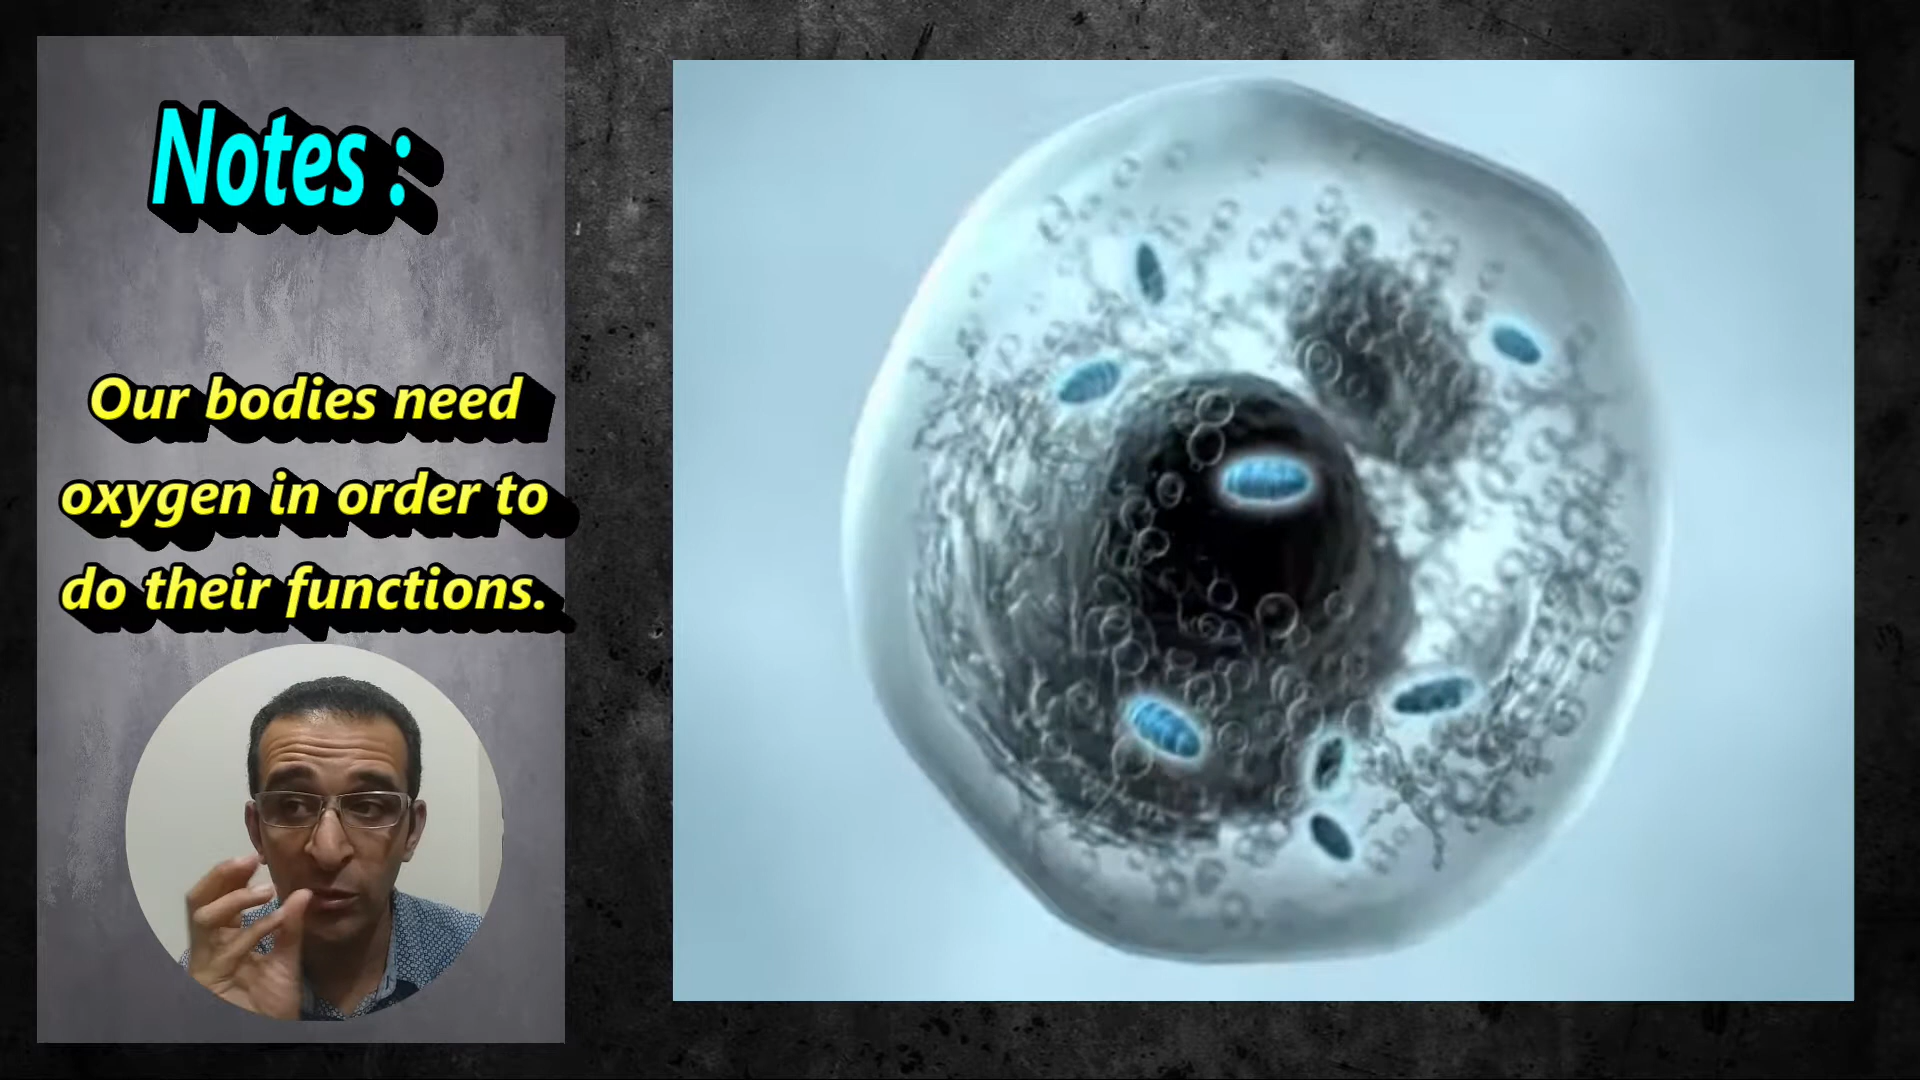 Notes :
Our bodies need
oxygen in order to
do their functions.